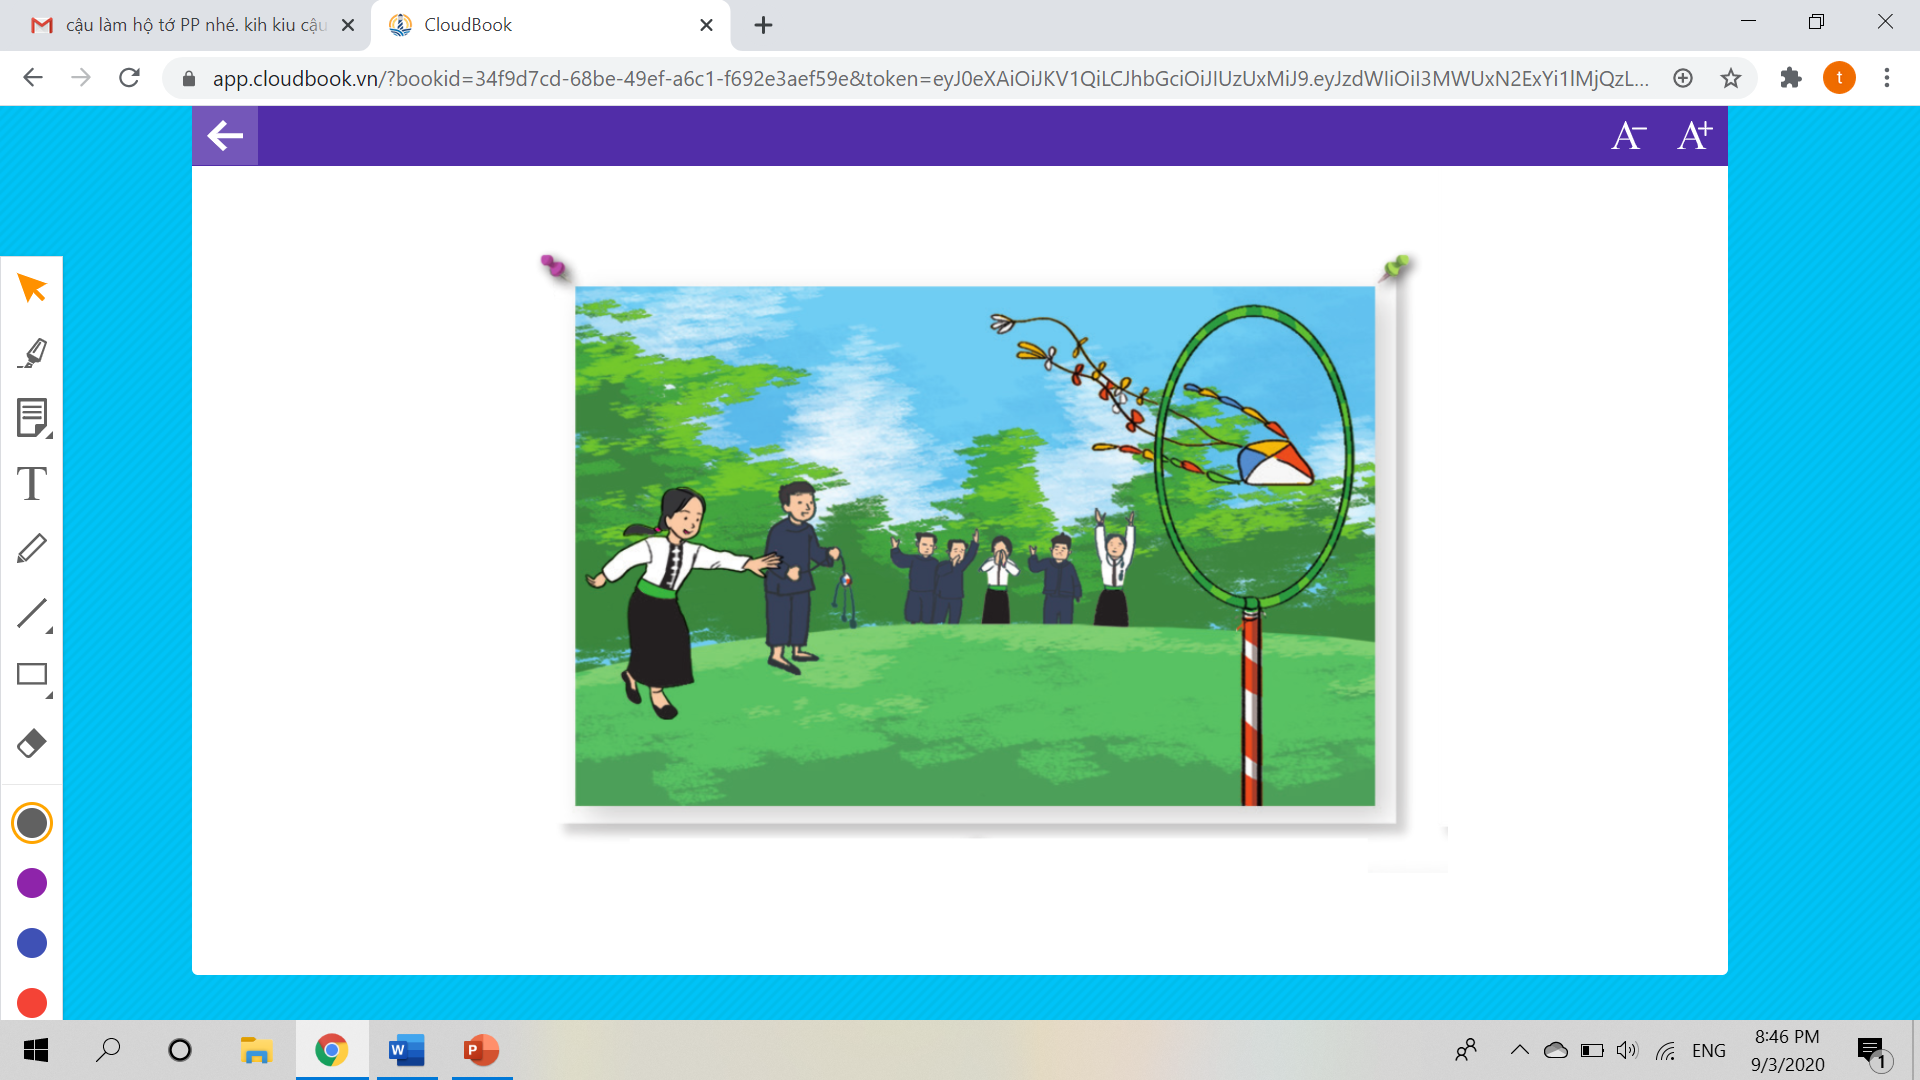 cậu làm hộ tớ PP nhé. kih kiu cậu
CloudBook
app.cloudbook.vn/?bookid=34f9d7cd-68be-49ef-a6c1-f692e3aef59e&token=eyJ0eXAiOiJKV1QiLCJhbGciOiJIUzUxMiJ9.eyJzdWIiOiI3MWUxN2ExYi1lMjQzL...
t
A− A+
T
W
P
ENG
8:46 PM
9/3/2020
1